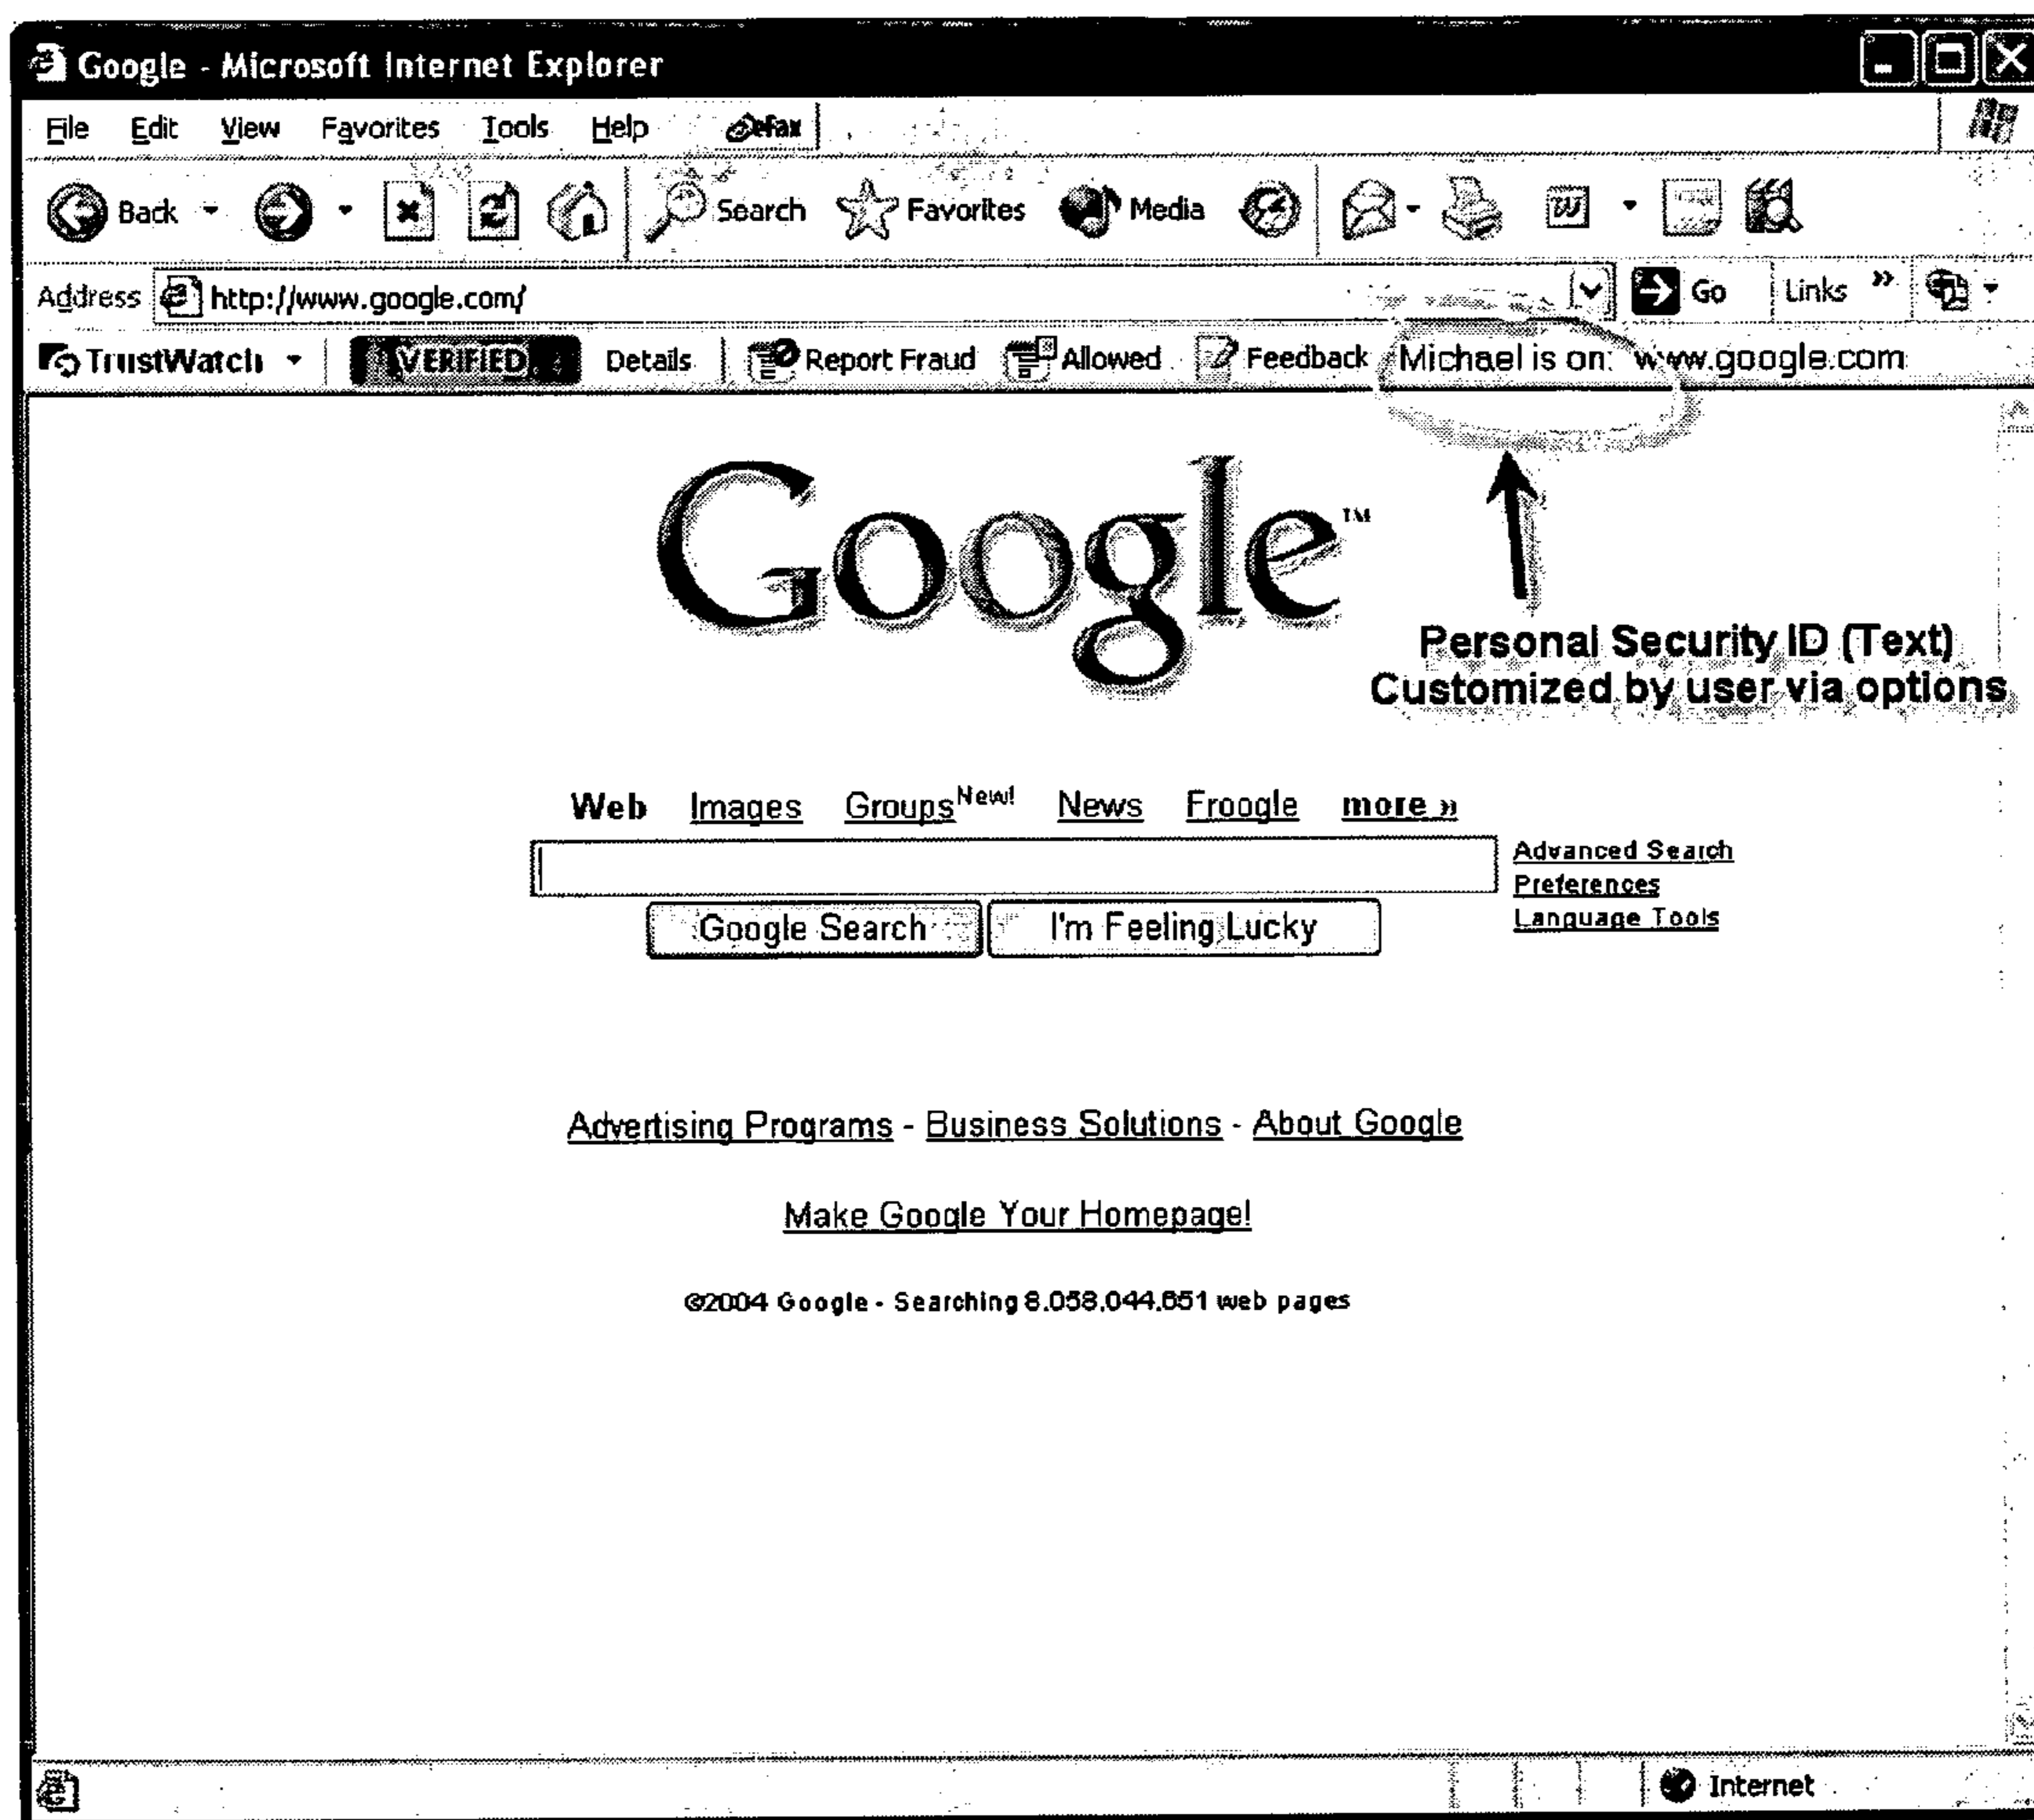 Google - Microsoft Internet Explorer
File Edit View Favorites Tools Help eFax
Back Search Favorites Media W
Address http://www.google.com/ Go Links »
TrustWatch VERIFIED Details Report Fraud Allowed Feedback Michael is on: www.google.com
Google™
Personal Security ID (Text)
Customized by user via options
Web Images Groups New! News Froogle more »
Advanced Search
Preferences
Language Tools
Google Search I'm Feeling Lucky
Advertising Programs - Business Solutions - About Google
Make Google Your Homepage!
©2004 Google - Searching 8,058,044,651 web pages
Internet